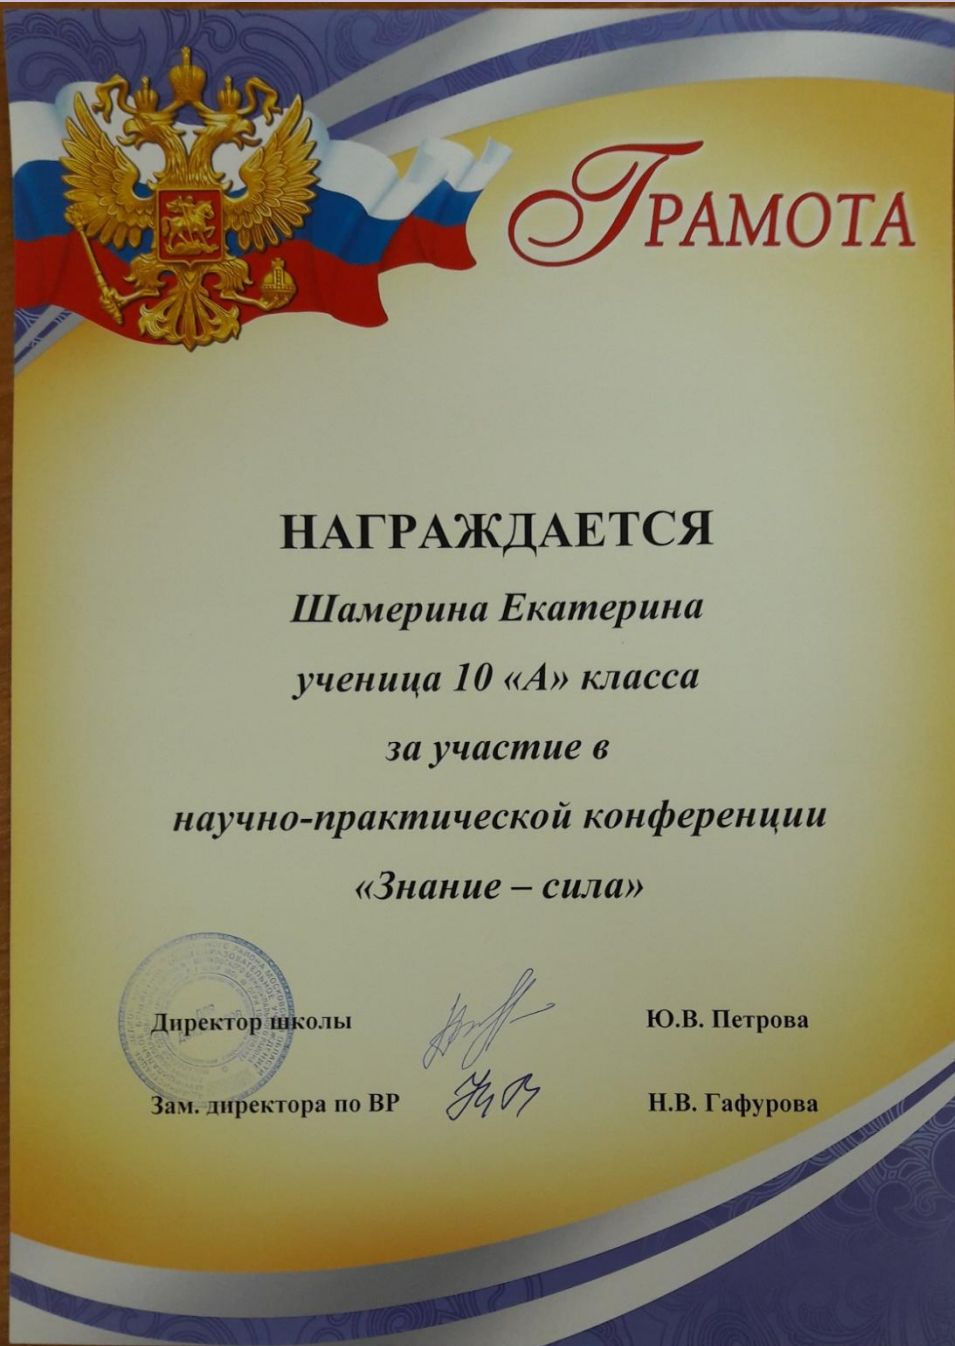 Грамота
НАГРАЖДАЕТСЯ
Шамерина Екатерина
ученица 10 «А» класса
за участие в
научно-практической конференции
«Знание – сила»
Директор школы Ю.В. Петрова
Зам. директора по ВР Н.В. Гафурова